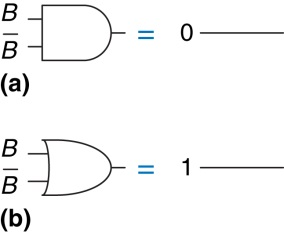 B
B̅ = 0
(a)
B
B̅ = 1
(b)